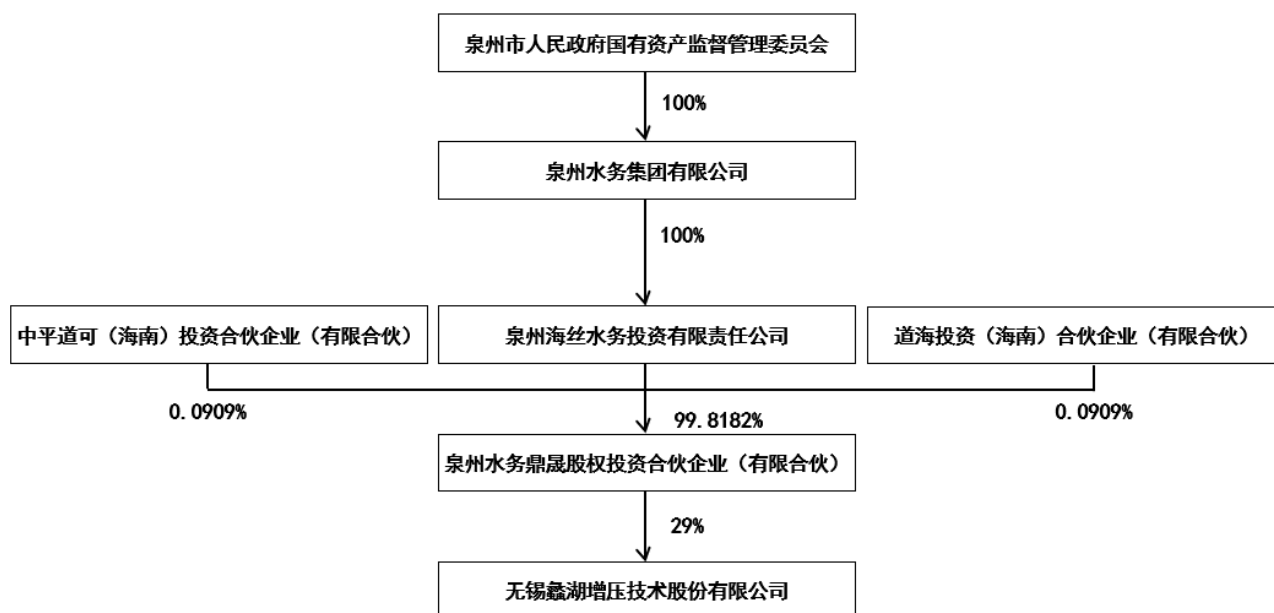 泉州市人民政府国有资产监督管理委员会
100%
泉州水务集团有限公司
100%
中平道可（海南）投资合伙企业（有限合伙）
泉州海丝水务投资有限责任公司
道海投资（海南）合伙企业（有限合伙）
0.0909%
99.8182%
0.0909%
泉州水务鼎晟股权投资合伙企业（有限合伙）
29%
无锡蠡湖增压技术股份有限公司